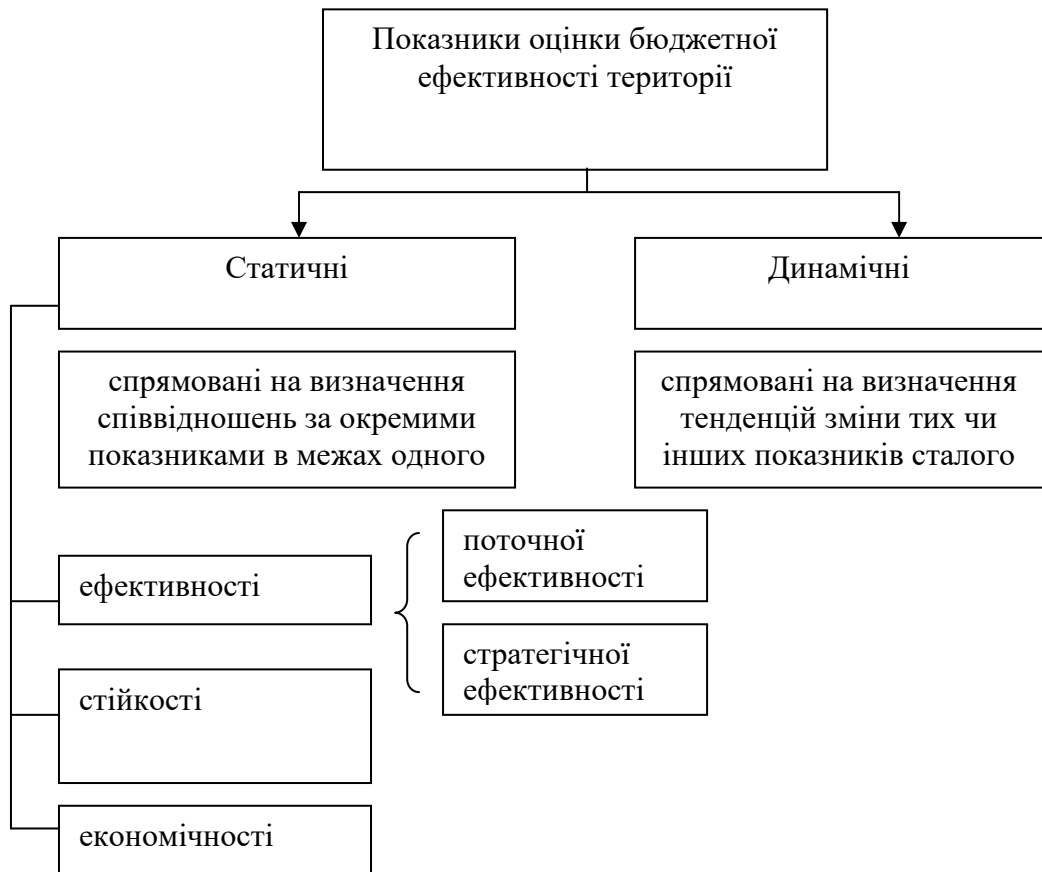 Показники оцінки бюджетної
ефективності території
Статичні
Динамічні
спрямовані на визначення
співвідношень за окремими
показниками в межах одного
спрямовані на визначення
тенденцій зміни тих чи
інших показників сталого
ефективності
поточної
ефективності
стратегічної
ефективності
стійкості
економічності